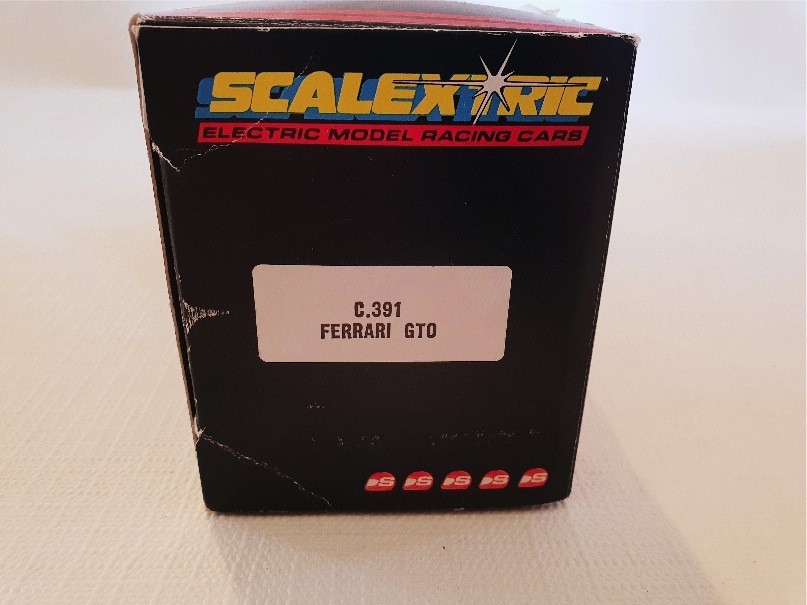 SCALEXTRIC
ELECTRIC MODEL RACING CARS
C.391
FERRARI GTO